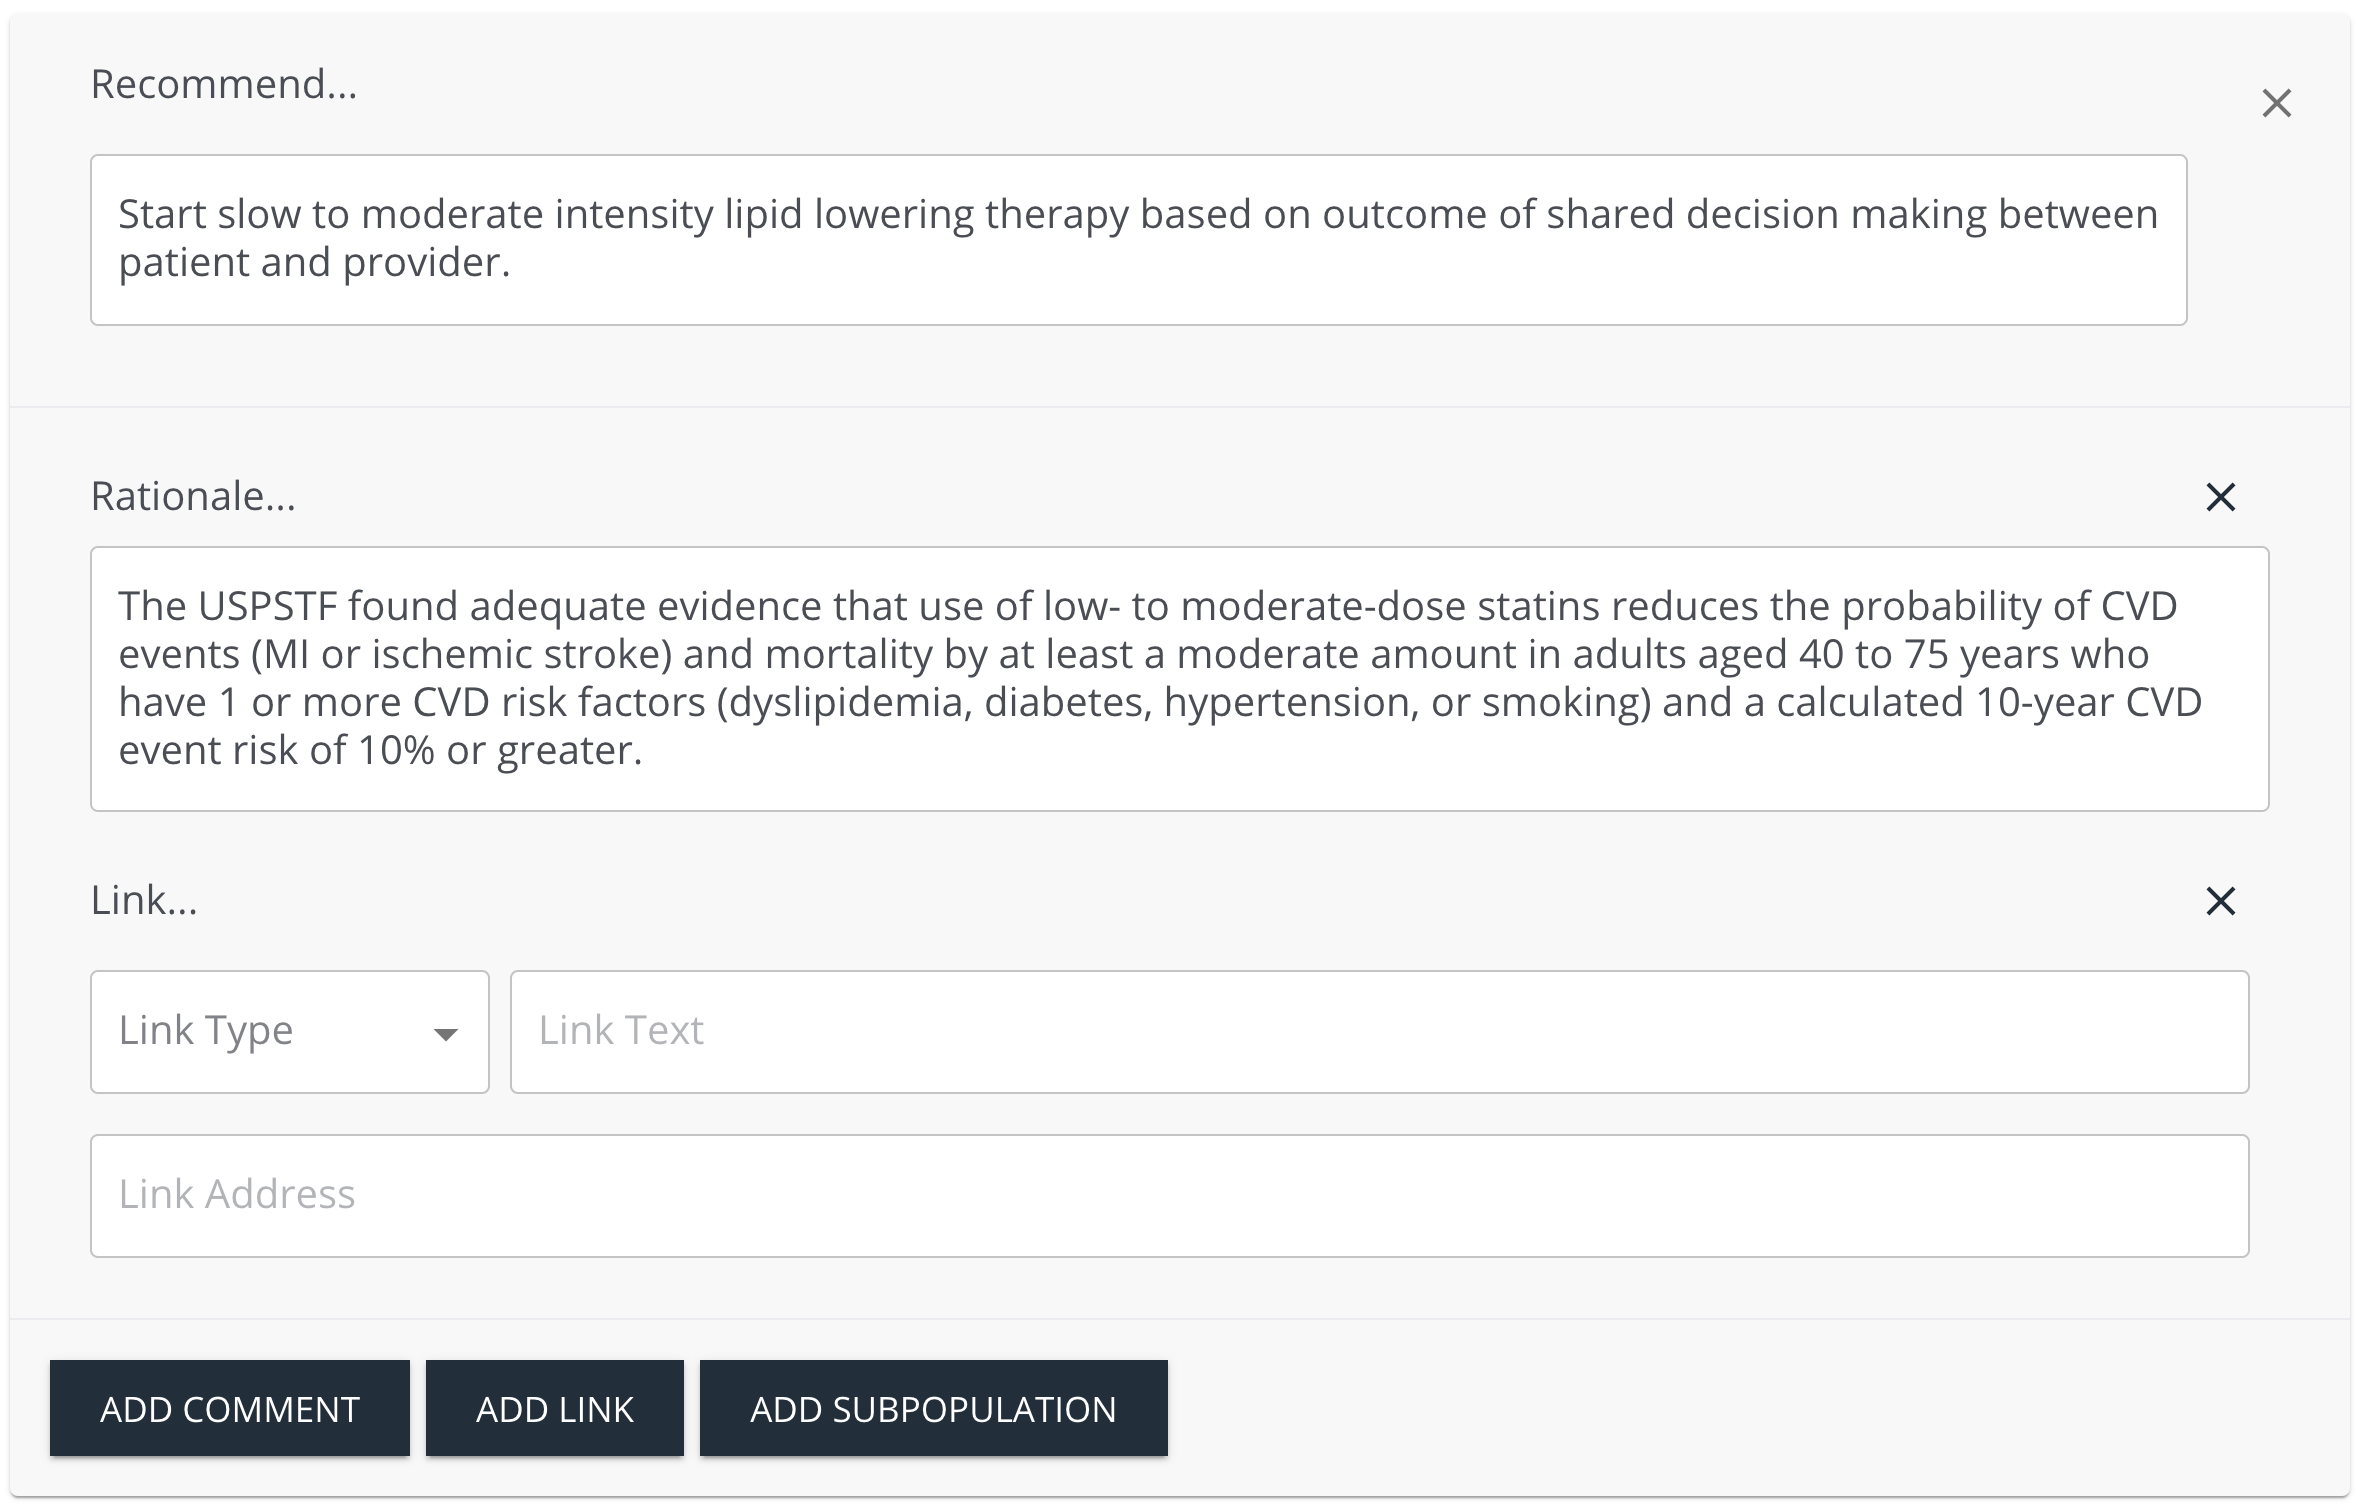 Recommend...
Start slow to moderate intensity lipid lowering therapy based on outcome of shared decision making between
patient and provider.
Rationale...
The USPSTF found adequate evidence that use of low- to moderate-dose statins reduces the probability of CVD
events (MI or ischemic stroke) and mortality by at least a moderate amount in adults aged 40 to 75 years who
have 1 or more CVD risk factors (dyslipidemia, diabetes, hypertension, or smoking) and a calculated 10-year CVD
event risk of 10% or greater.
Link...
Link Type
Link Text
Link Address
ADD COMMENT
ADD LINK
ADD SUBPOPULATION